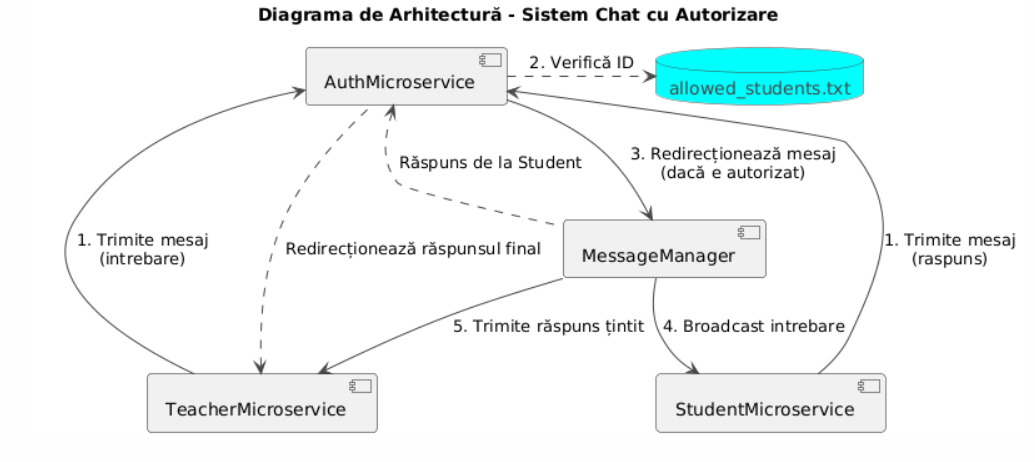 Diagrama de Arhitectură - Sistem Chat cu Autorizare
AuthMicroservice
2. Verifică ID
allowed_students.txt
Răspuns de la Student
3. Redirecționează mesaj
(dacă e autorizat)
1. Trimite mesaj
(intrebare)
Redirecționează răspunsul final
MessageManager
1. Trimite mesaj
(raspuns)
5. Trimite răspuns țintit
4. Broadcast intrebare
TeacherMicroservice
StudentMicroservice